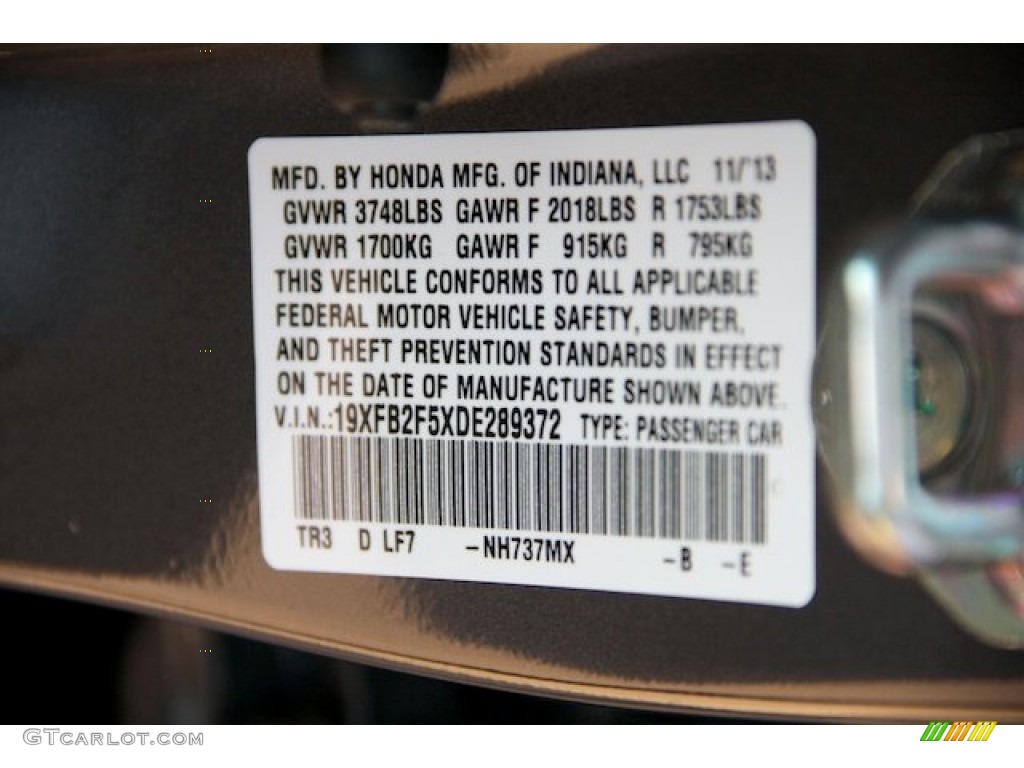 MFD. BY HONDA MFG. OF INDIANA, LLC 11/'13
GVWR 3748LBS GAWR F 2018LBS R 1753LBS
GVWR 1700KG GAWR F 915KG R 795KG
THIS VEHICLE CONFORMS TO ALL APPLICABLE
FEDERAL MOTOR VEHICLE SAFETY, BUMPER,
AND THEFT PREVENTION STANDARDS IN EFFECT
ON THE DATE OF MANUFACTURE SHOWN ABOVE.
V.I.N.:19XFB2F5XDE289372 TYPE: PASSENGER CAR
TR3 D LF7 -NH737MX -B -E
GTCarLot.com